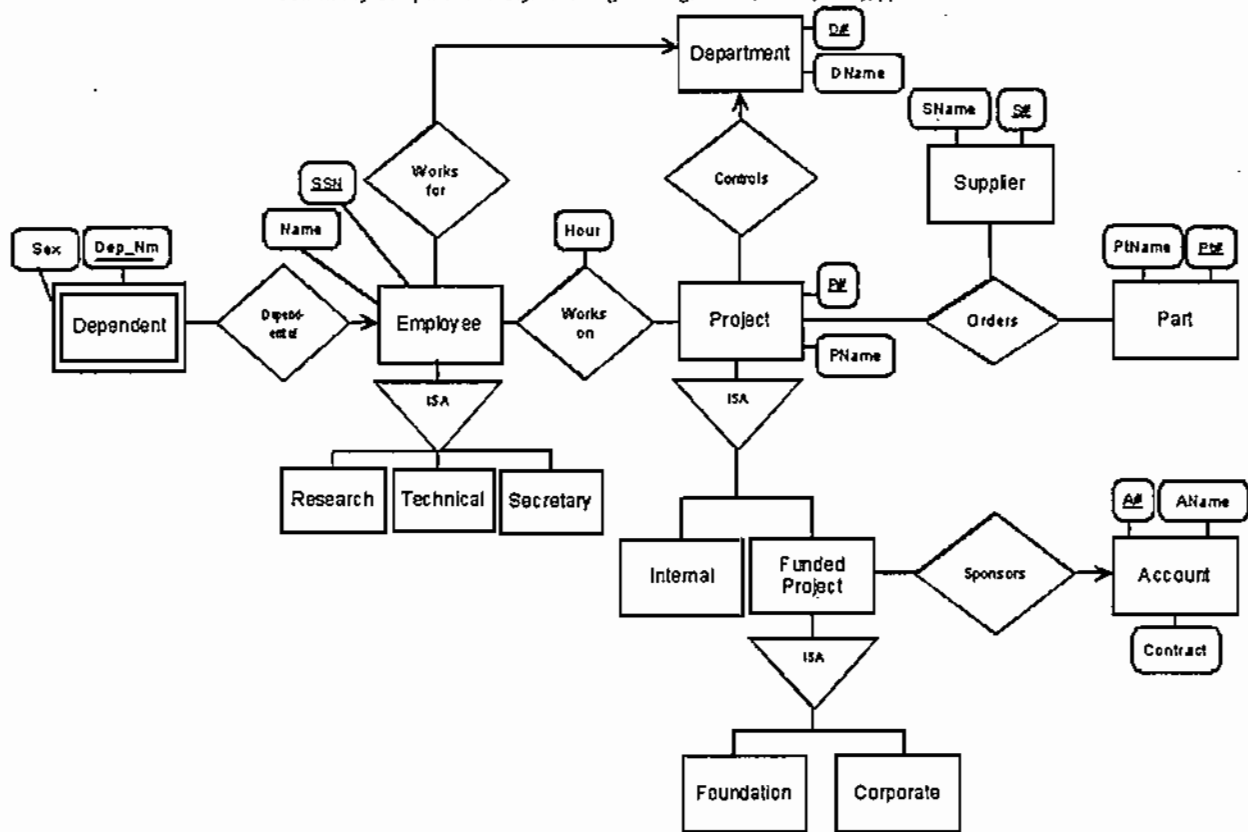 D#
Department
DName
SName
S#
Works
for
Controls
Supplier
SSN
Name
Hour
PtName
Pt#
Sex
Dep_Nm
P#
Dependent
Employee
Works
on
Project
Orders
Part
PName
ISA
ISA
Research
Technical
Secretary
A#
AName
Internal
Funded
Project
Sponsors
Account
ISA
Contract
Foundation
Corporate